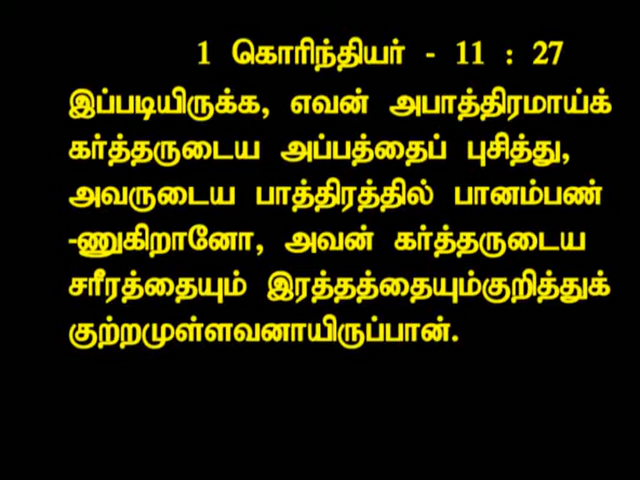 1 கொரிந்தியர் - 11 : 27
இப்படியிருக்க, எவன் அபாத்திரமாய்க்
கர்த்தருடைய அப்பத்தைப் புசித்து,
அவருடைய பாத்திரத்தில் பானம்பண்
-ணுகிறானோ, அவன் கர்த்தருடைய
சரீரத்தையும் இரத்தத்தையும்குறித்துக்
குற்றமுள்ளவனாயிருப்பான்.